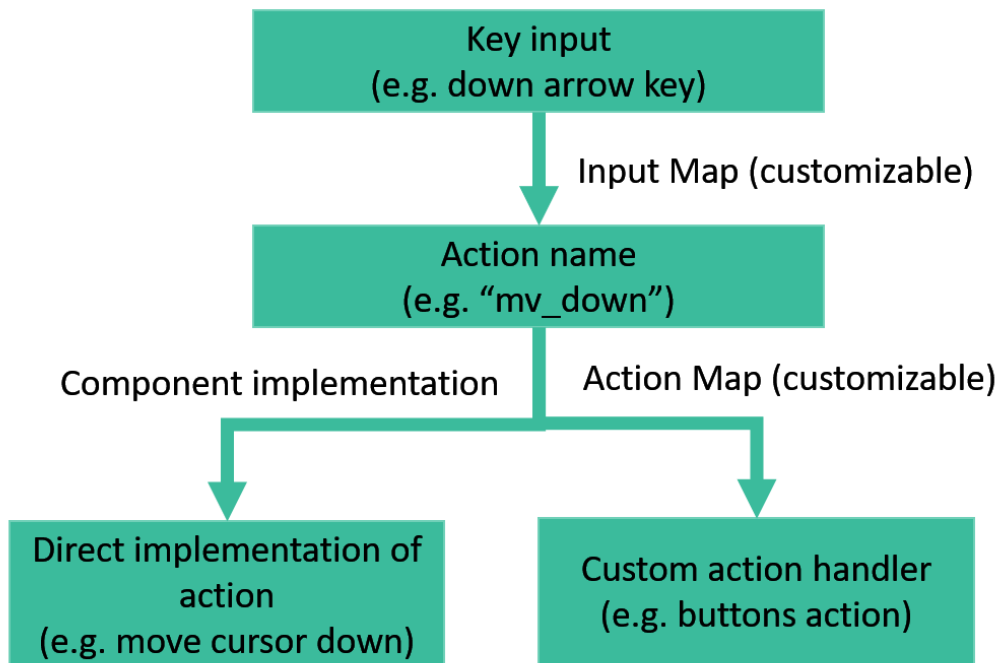 Key input
(e.g. down arrow key)
Input Map (customizable)
Action name
(e.g. “mv_down”)
Component implementation
Action Map (customizable)
Direct implementation of
action
(e.g. move cursor down)
Custom action handler
(e.g. buttons action)